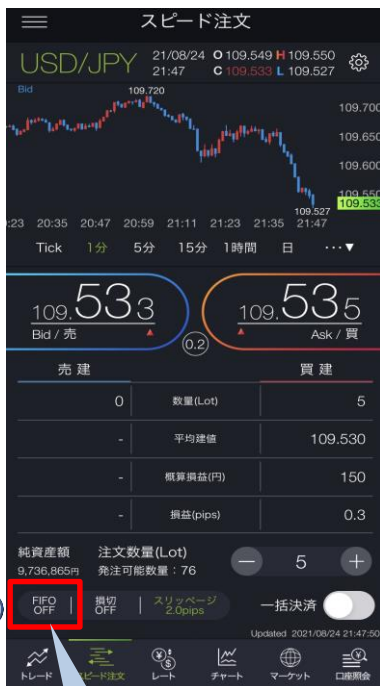 スピード注文
USD/JPY
21/08/24 O 109.549 H 109.550
21:47 C 109.533 L 109.527
Bid
109.720
109.700
109.650
109.600
109.550
109.533
109.527
:23 20:35 20:47 20:59 21:11 21:23 21:35 21:47
Tick 1分 5分 15分 1時間 日 ···▼
109.533 109.535
Bid / 売 0.2 Ask / 買
売建 買建
0 数量(Lot) 5
- 平均建値 109.530
- 概算損益(円) 150
- 損益(pips) 0.3
純資産額 注文数量(Lot)
9,736,865円 発注可能数量:76 − 5 +
FIFO OFF 損切 OFF スリッページ 2.0pips 一括決済
Updated 2021/08/24 21:47:50
トレード スピード注文 レート チャート マーケット 口座照会